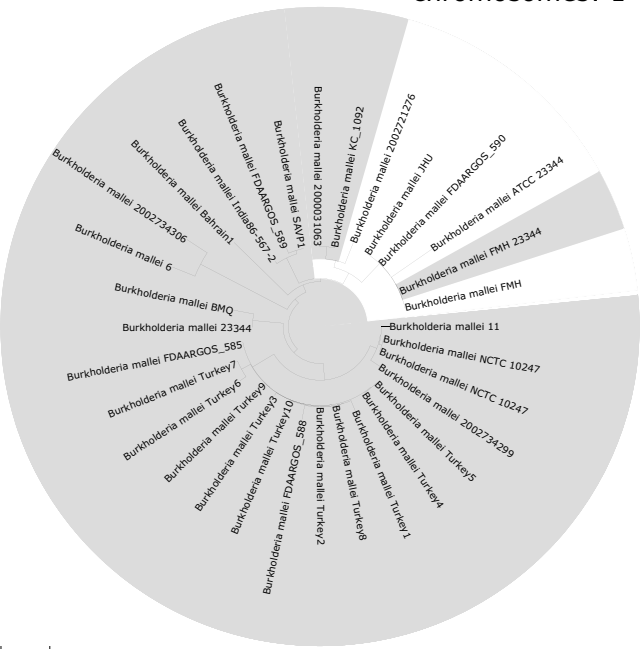 Burkholderia mallei 2000031063
Burkholderia mallei KC_1092
Burkholderia mallei 2002721276
Burkholderia mallei JHU
Burkholderia mallei FDAARGOS_590
Burkholderia mallei ATCC 23344
Burkholderia mallei FMH 23344
Burkholderia mallei FMH
Burkholderia mallei 11
Burkholderia mallei NCTC 10247
Burkholderia mallei NCTC 10247
Burkholderia mallei 2002734299
Burkholderia mallei Turkey5
Burkholderia mallei Turkey4
Burkholderia mallei Turkey1
Burkholderia mallei Turkey8
Burkholderia mallei Turkey2
Burkholderia mallei FDAARGOS_588
Burkholderia mallei Turkey10
Burkholderia mallei Turkey3
Burkholderia mallei Turkey9
Burkholderia mallei Turkey6
Burkholderia mallei Turkey7
Burkholderia mallei FDAARGOS_585
Burkholderia mallei 23344
Burkholderia mallei BMQ
Burkholderia mallei 6
Burkholderia mallei 2002734306
Burkholderia mallei Bahrain1
Burkholderia mallei India86-567-2
Burkholderia mallei FDAARGOS_589
Burkholderia mallei SAVP1